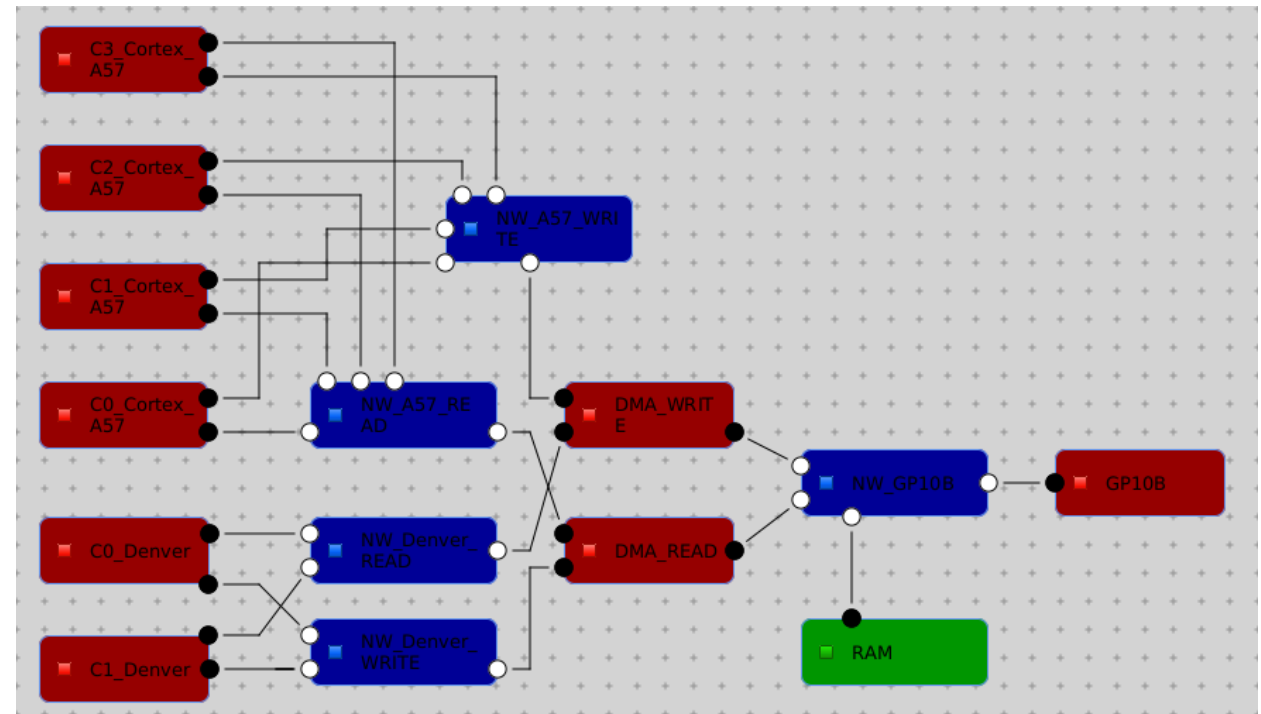 C3_Cortex_
A57
C2_Cortex_
A57
NW_A57_WRI
TE
C1_Cortex_
A57
C0_Cortex_
A57
NW_A57_RE
AD
DMA_WRIT
E
NW_GP10B
GP10B
C0_Denver
NW_Denver_
READ
DMA_READ
C1_Denver
NW_Denver_
WRITE
RAM